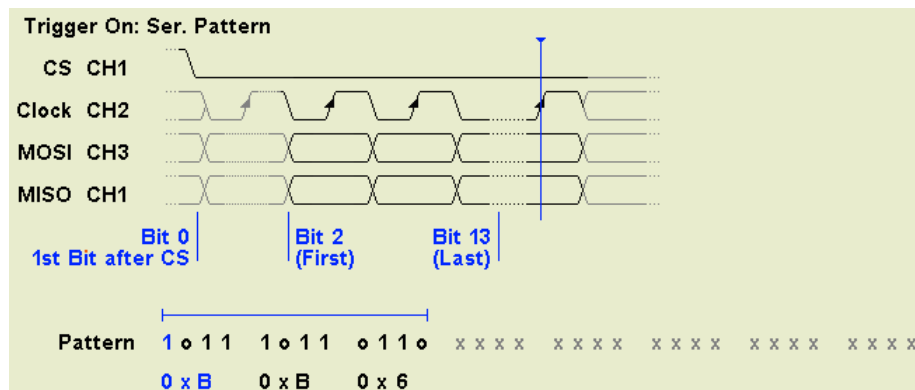 Trigger On: Ser. Pattern
CS CH1
Clock CH2
MOSI CH3
MISO CH1
Bit 0
1st Bit after CS
Bit 2
(First)
Bit 13
(Last)
Pattern 1 o 1 1 1 o 1 1 o 1 1 o x x x x x x x x x x x x x x x x x x x x
0 x B 0 x B 0 x 6